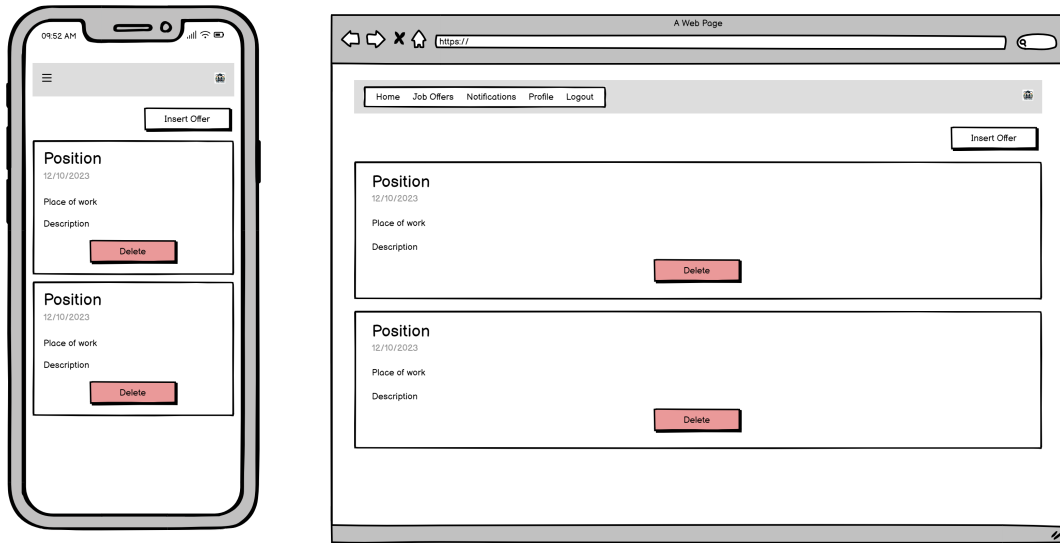 09:52 AM
Insert Offer
Position
12/10/2023
Place of work
Description
Delete
Position
12/10/2023
Place of work
Description
Delete
A Web Page
https://
Home Job Offers Notifications Profile Logout
Insert Offer
Position
12/10/2023
Place of work
Description
Delete
Position
12/10/2023
Place of work
Description
Delete